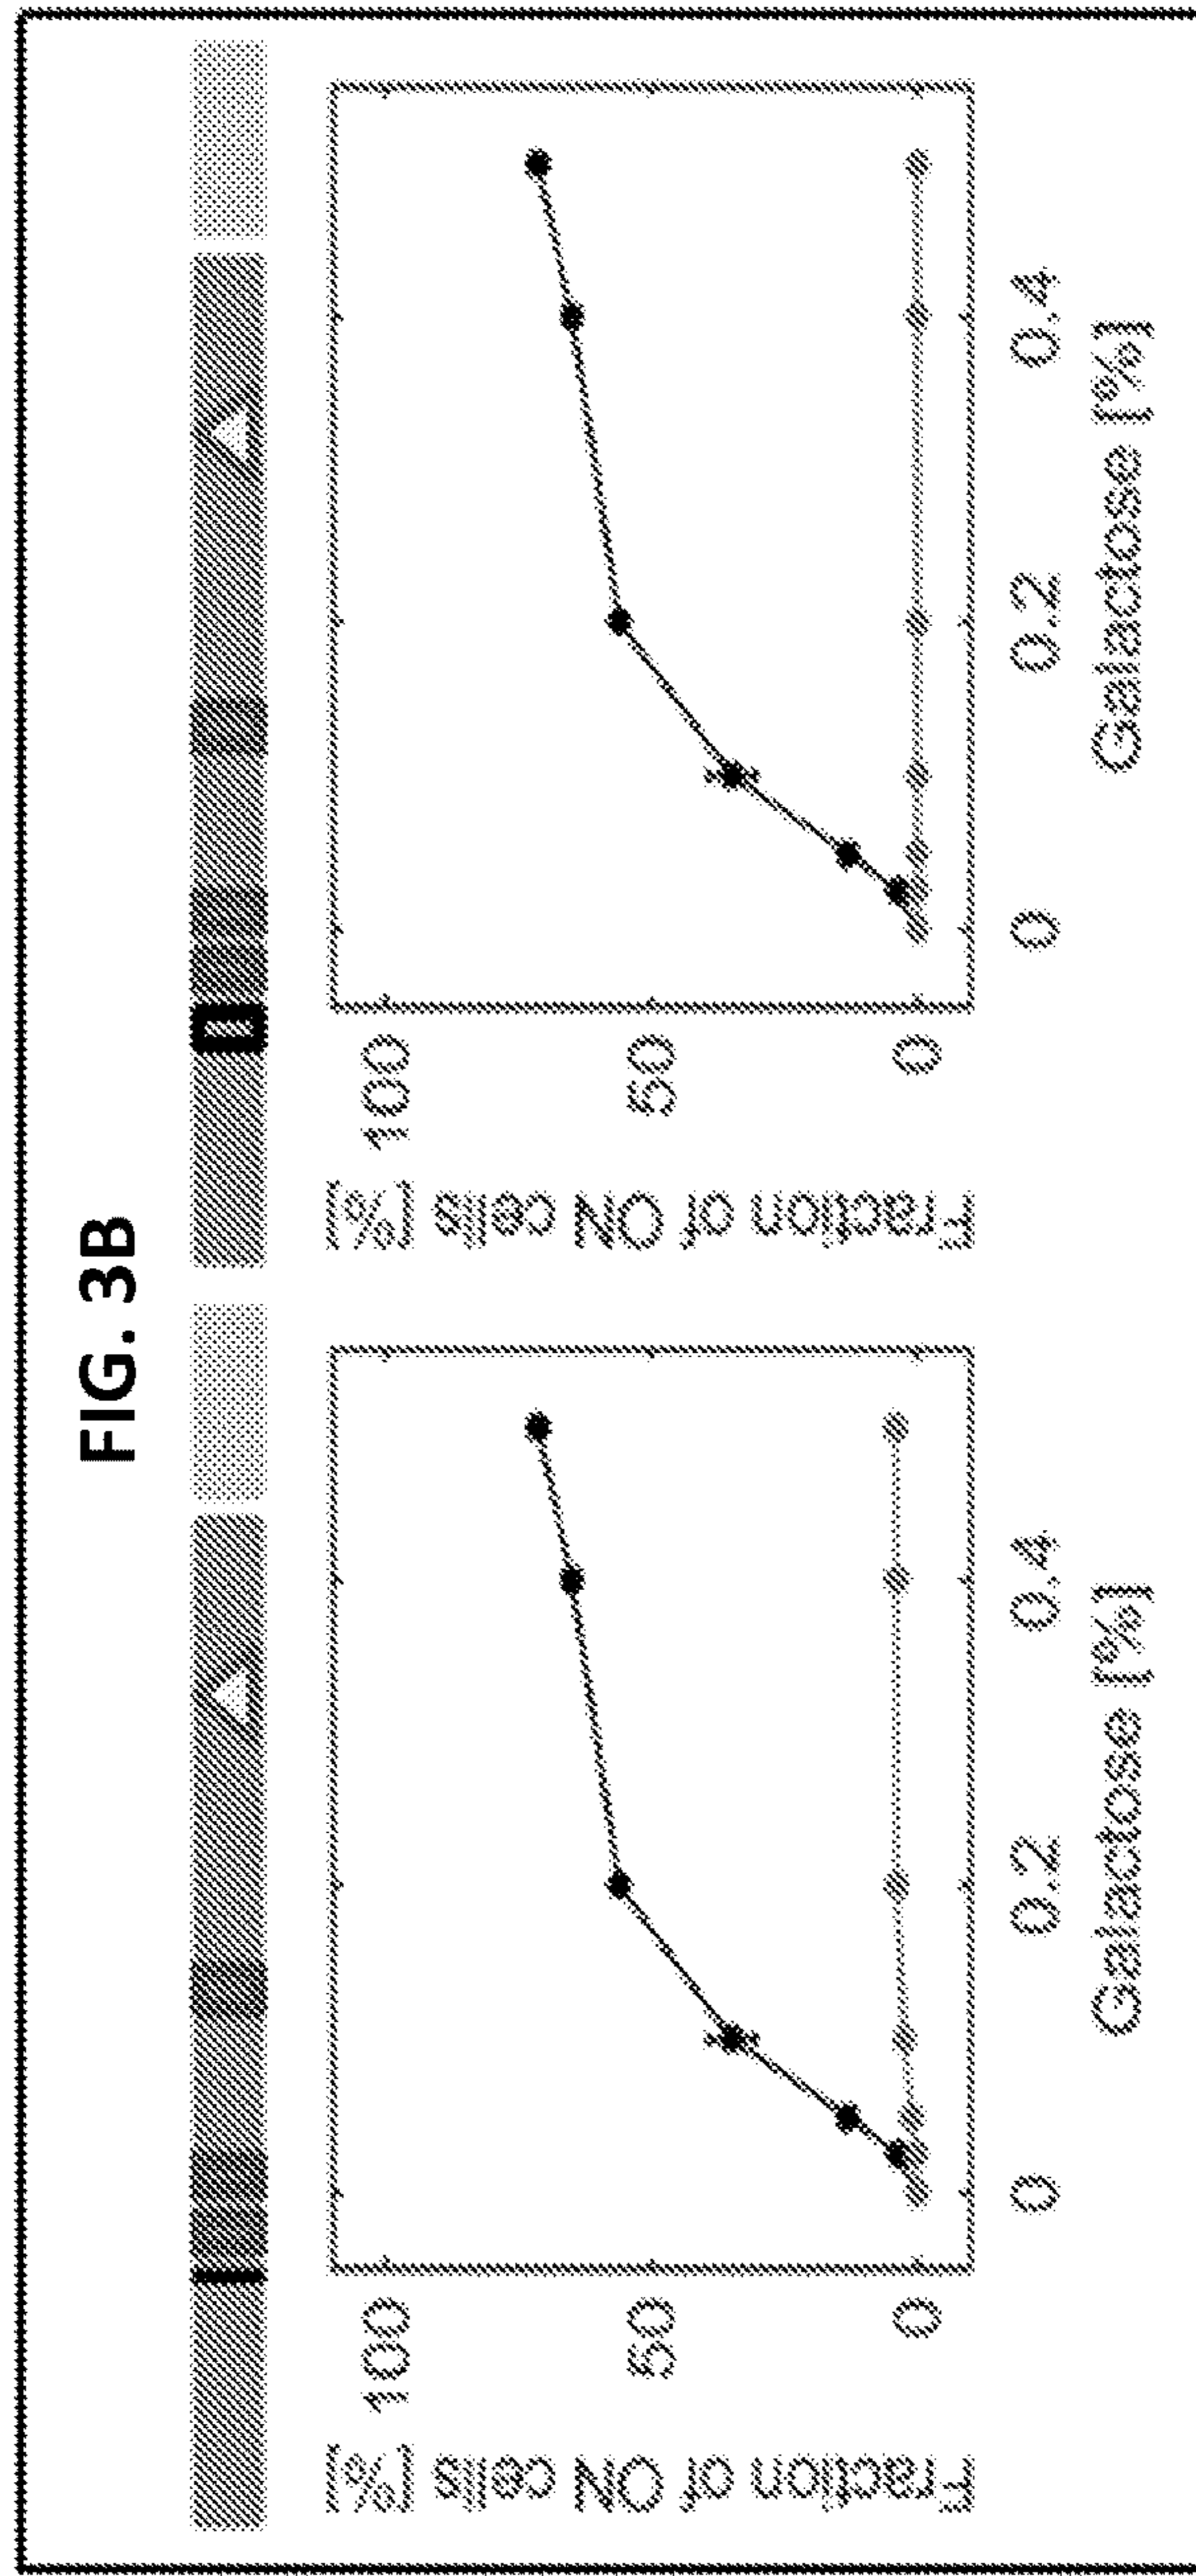 FIG. 3B
Fraction of ON cells [%]
100
50
0
0
0.2
0.4
Galactose [%]
Fraction of ON cells [%]
100
50
0
0
0.2
0.4
Galactose [%]